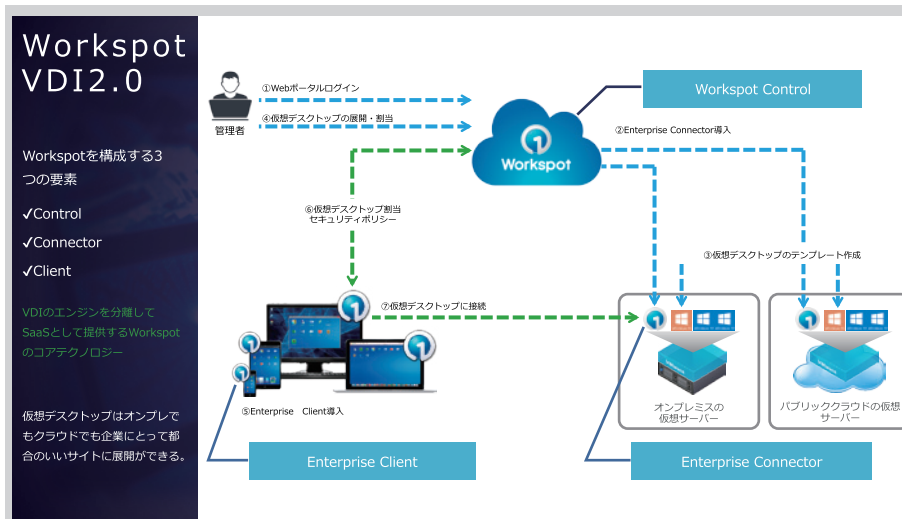 Workspot
VDI2.0
Workspotを構成する3
つの要素
✓Control
✓Connector
✓Client
VDIのエンジンを分離して
SaaSとして提供するWorkspot
のコアテクノロジー
仮想デスクトップはオンプレで
もクラウドでも企業にとって都
合のいいサイトに展開ができる。
①Webポータルログイン
④仮想デスクトップの展開・割当
管理者
Workspot
Workspot Control
②Enterprise Connector導入
⑥仮想デスクトップ割当
セキュリティポリシー
③仮想デスクトップのテンプレート作成
⑦仮想デスクトップに接続
⑤Enterprise　Client導入
オンプレミスの
仮想サーバー
パブリッククラウドの仮想
サーバー
Enterprise Client
Enterprise Connector